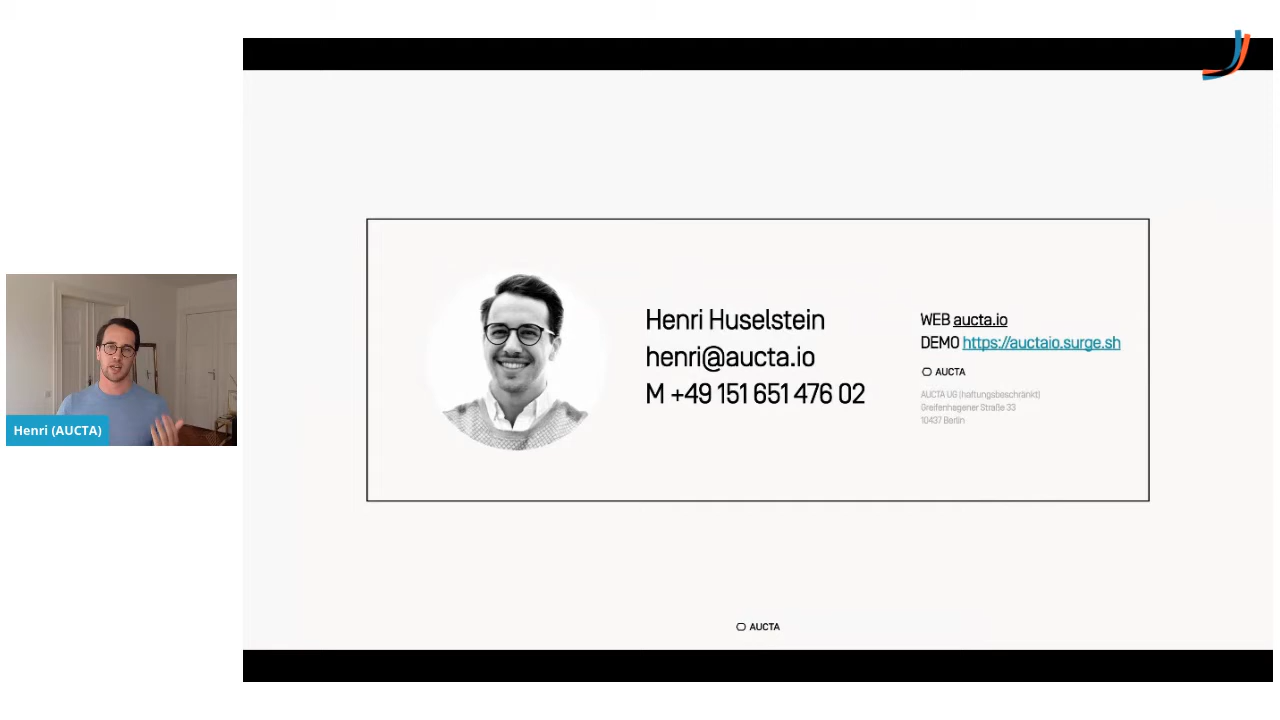 Henri (AUCTA)
Henri Huselstein
henri@aucta.io
M +49 151 651 476 02
WEB aucta.io
DEMO https://auctaio.surge.sh
AUCTA
AUCTA UG (haftungsbeschränkt)
Greifenhagener Straße 33
10437 Berlin
AUCTA